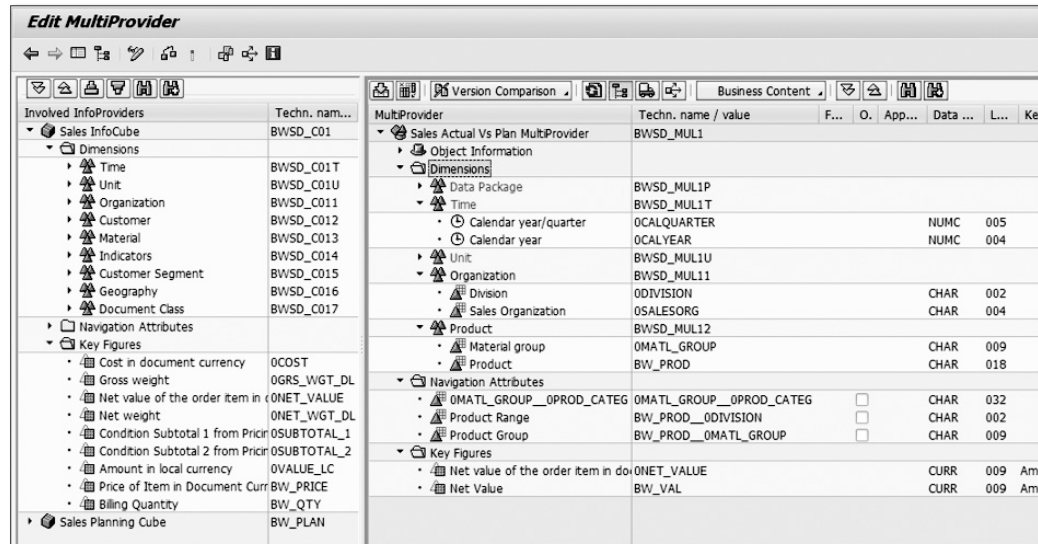 Edit MultiProvider
Version Comparison
Business Content
Involved InfoProviders Techn. nam...
Sales InfoCube BWSD_C01
Dimensions
Time BWSD_C01T
Unit BWSD_C01U
Organization BWSD_C011
Customer BWSD_C012
Material BWSD_C013
Indicators BWSD_C014
Customer Segment BWSD_C015
Geography BWSD_C016
Document Class BWSD_C017
Navigation Attributes
Key Figures
Cost in document currency 0COST
Gross weight 0GRS_WGT_DL
Net value of the order item in 0NET_VALUE
Net weight 0NET_WGT_DL
Condition Subtotal 1 from Pricin 0SUBTOTAL_1
Condition Subtotal 2 from Pricin 0SUBTOTAL_2
Amount in local currency 0VALUE_LC
Price of Item in Document Curr BW_PRICE
Billing Quantity BW_QTY
Sales Planning Cube BW_PLAN
MultiProvider Techn. name / value F... O. App... Data ... L... Ke
Sales Actual Vs Plan MultiProvider BWSD_MUL1
Object Information
Dimensions
Data Package BWSD_MUL1P
Time BWSD_MUL1T
Calendar year/quarter 0CALQUARTER NUMC 005
Calendar year 0CALYEAR NUMC 004
Unit BWSD_MUL1U
Organization BWSD_MUL11
Division 0DIVISION CHAR 002
Sales Organization 0SALESORG CHAR 004
Product BWSD_MUL12
Material group 0MATL_GROUP CHAR 009
Product BW_PROD CHAR 018
Navigation Attributes
0MATL_GROUP__0PROD_CATEG 0MATL_GROUP__0PROD_CATEG CHAR 032
Product Range BW_PROD__0DIVISION CHAR 002
Product Group BW_PROD__0MATL_GROUP CHAR 009
Key Figures
Net value of the order item in do 0NET_VALUE CURR 009 Am
Net Value BW_VAL CURR 009 Am